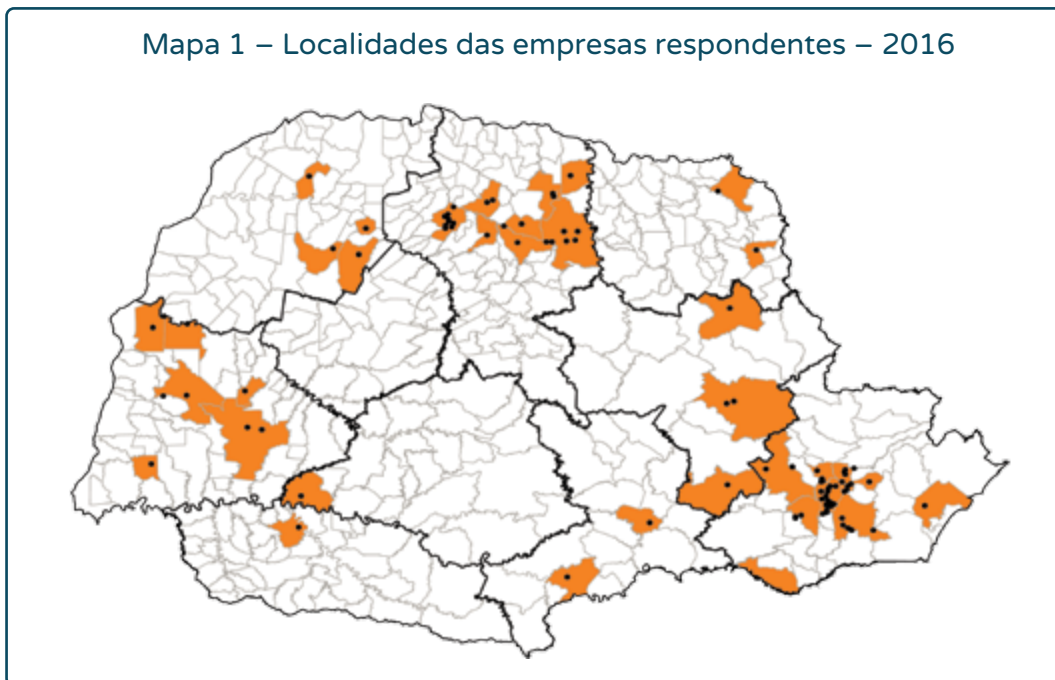 Mapa 1 – Localidades das empresas respondentes – 2016